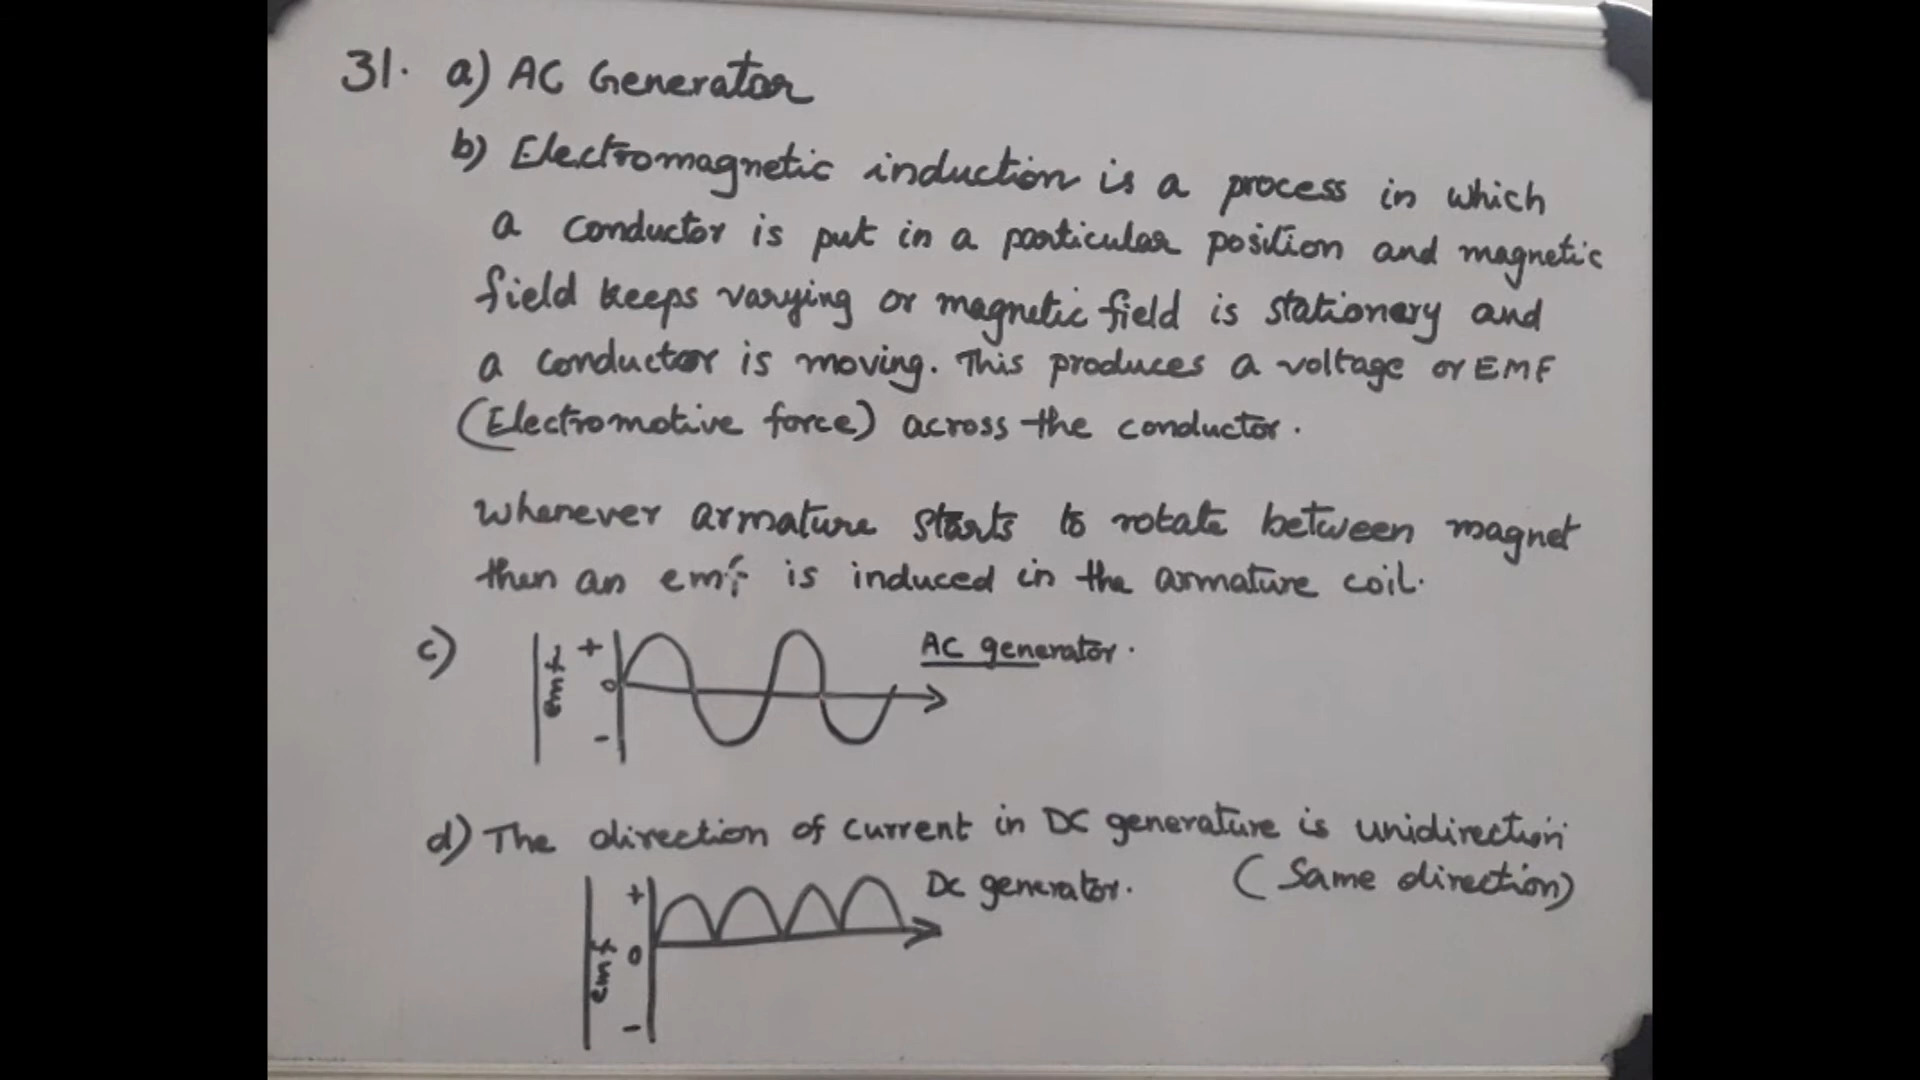 31. a) AC Generator
b) Electromagnetic induction is a process in which
a conductor is put in a particular position and magnetic
field keeps varying or magnetic field is stationery and
a conductor is moving. This produces a voltage or EMF
(Electromotive force) across the conductor.
Whenever armature starts to rotate between magnet
then an emf is induced in the armature coil.
c)
emf
+
0
-
AC generator.
d) The direction of current in DC generature is unidirection
(Same direction)
emf
+
0
-
Dc generator.